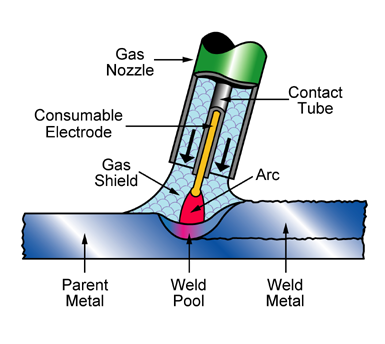 Gas
Nozzle
Contact
Tube
Consumable
Electrode
Gas
Shield
Arc
Parent
Metal
Weld
Pool
Weld
Metal